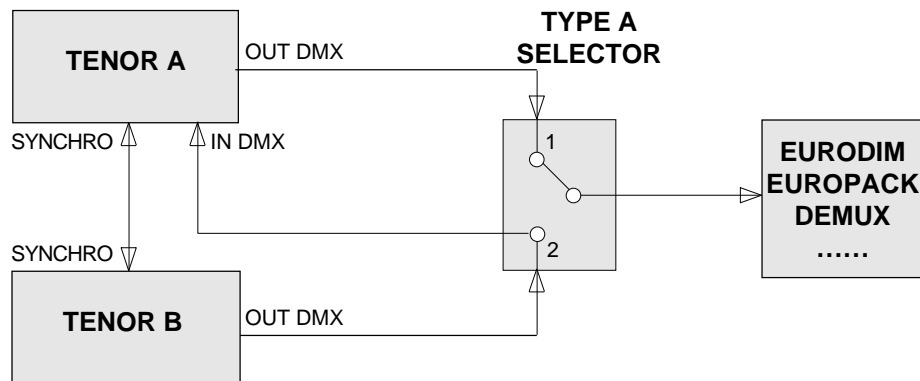 TYPE A
SELECTOR
TENOR A
OUT DMX
SYNCHRO
IN DMX
1
EURODIM
EUROPACK
DEMUX
......
2
SYNCHRO
TENOR B
OUT DMX